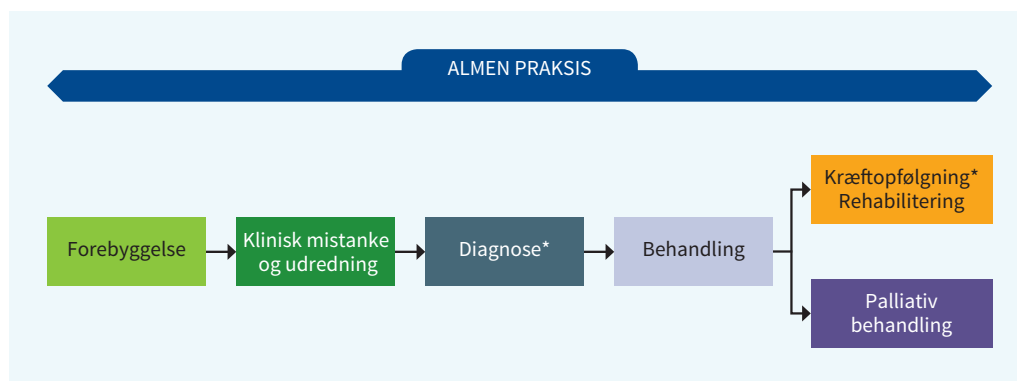 ALMEN PRAKSIS
Forebyggelse
Klinisk mistanke
og udredning
Diagnose*
Behandling
Kræftopfølgning*
Rehabilitering
Palliativ
behandling